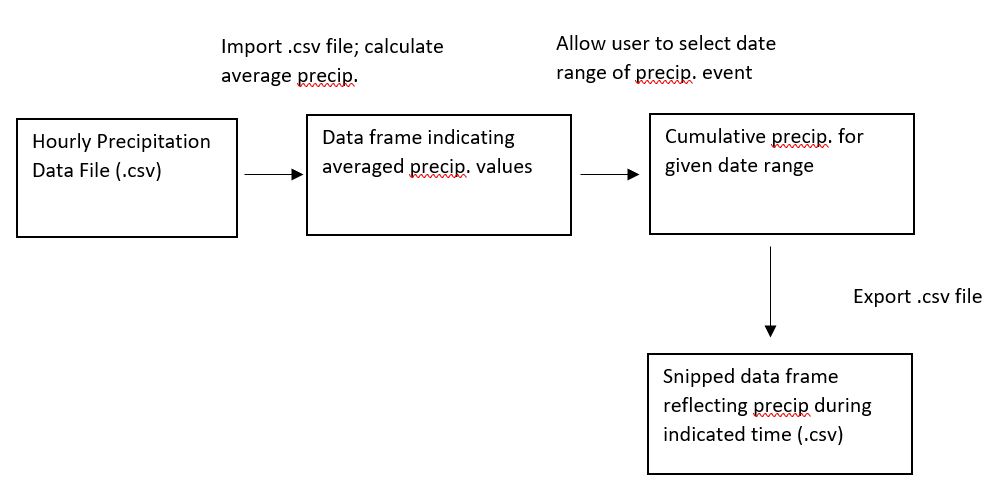 Import .csv file; calculate
average precip.
Allow user to select date
range of precip. event
Hourly Precipitation
Data File (.csv)
Data frame indicating
averaged precip. values
Cumulative precip. for
given date range
Export .csv file
Snipped data frame
reflecting precip during
indicated time (.csv)